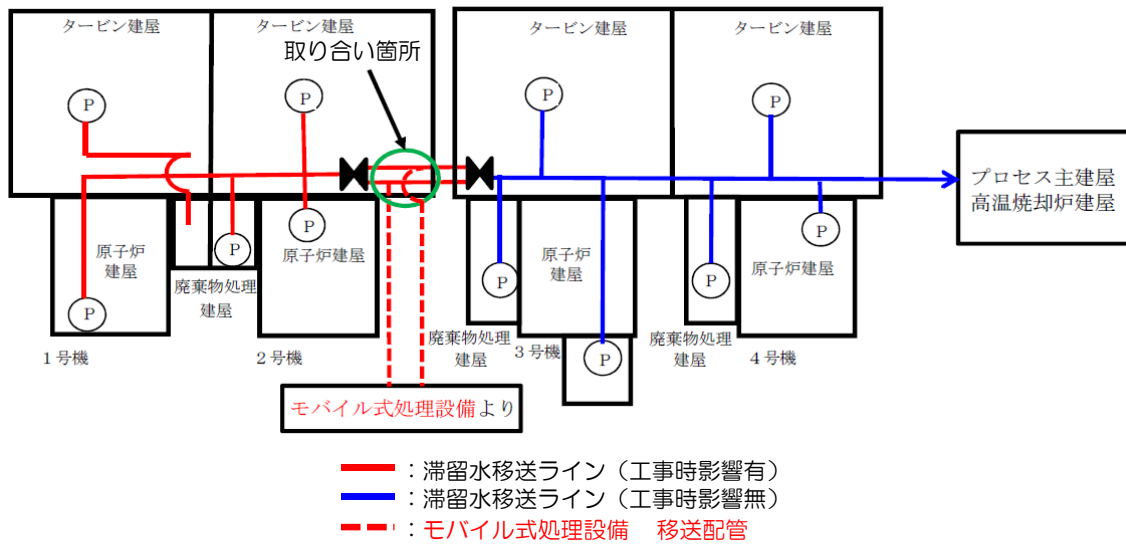 タービン建屋
タービン建屋
タービン建屋
タービン建屋
取り合い箇所
P
P
P
P
プロセス主建屋
高温焼却炉建屋
原子炉
建屋
P
廃棄物処理
建屋
P
P
原子炉建屋
P
原子炉
建屋
P
原子炉建屋
P
P
廃棄物処理
建屋
P
廃棄物処理
建屋
1号機
2号機
3号機
4号機
モバイル式処理設備より
:滞留水移送ライン(工事時影響有)
:滞留水移送ライン(工事時影響無)
:モバイル式処理設備 移送配管